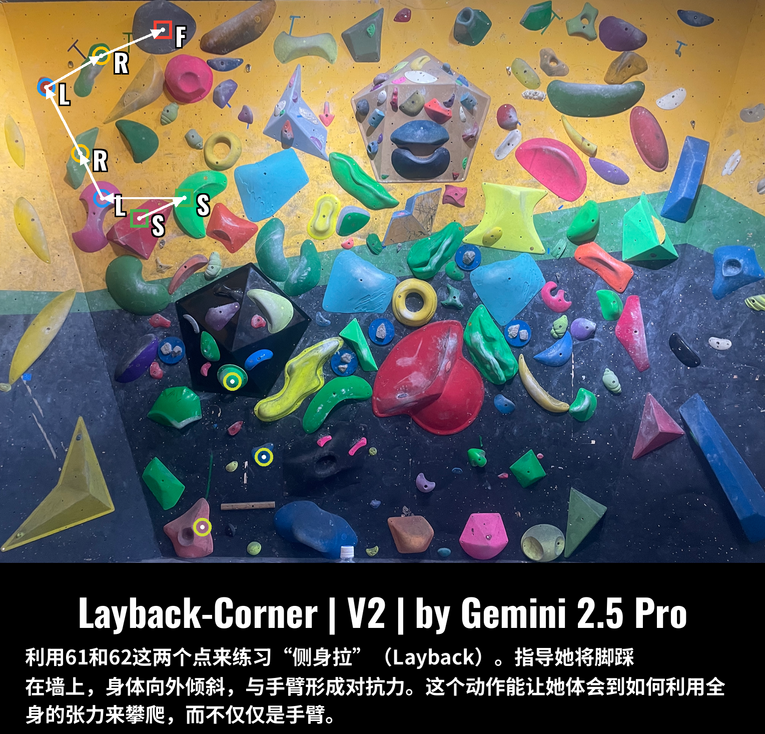 F
R
L
R
L
S
S
Layback-Corner | V2 | by Gemini 2.5 Pro
利用61和62这两个点来练习“侧身拉”（Layback）。指导她将脚踩
在墙上，身体向外倾斜，与手臂形成对抗力。这个动作能让她体会到如何利用全
身的张力来攀爬，而不仅仅是手臂。